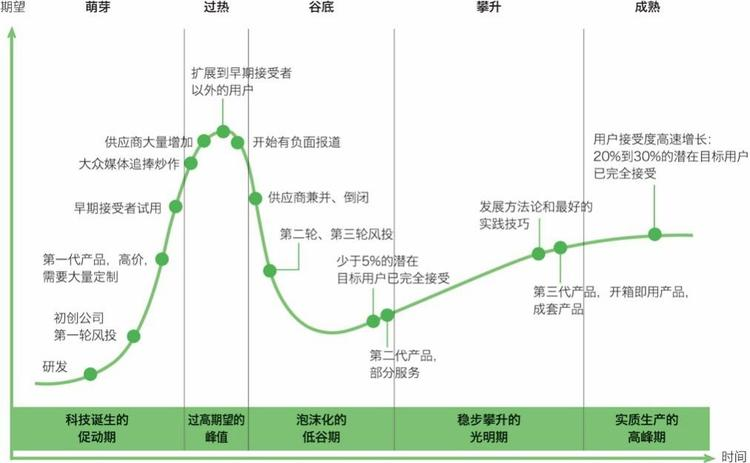 期望
萌芽
过热
谷底
攀升
成熟
扩展到早期接受者
以外的用户
供应商大量增加
开始有负面报道
大众媒体追捧炒作
早期接受者试用
供应商兼并、倒闭
第一代产品，高价，
需要大量定制
第二轮、第三轮风投
初创公司
第一轮风投
少于5%的潜在
目标用户已完全接受
研发
第二代产品，
部分服务
发展方法论和最好的
实践技巧
第三代产品，开箱即用产品，
成套产品
用户接受度高速增长：
20%到30%的潜在目标用户
已完全接受
科技诞生的
促动期
过高期望的
峰值
泡沫化的
低谷期
稳步攀升的
光明期
实质生产的
高峰期
时间